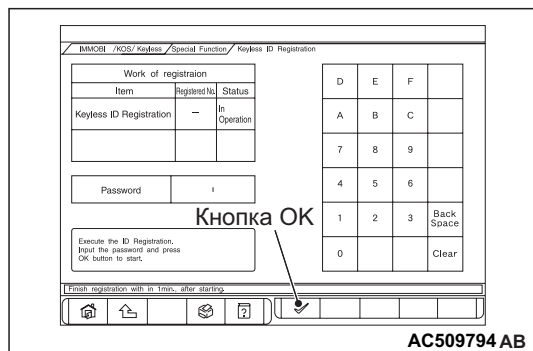 IMMOBI /KOS/ Keyless /Special Function/ Keyless ID Registration
Work of registraion
Item Registered No. Status
Keyless ID Registration — In Operation
Password
Кнопка OK
Execute the ID Registration.
Input the password and press
OK button to start.
D E F
A B C
7 8 9
4 5 6
1 2 3 Back Space
0 Clear
Finish registration with in 1min., after starting.
?
AC509794 AB